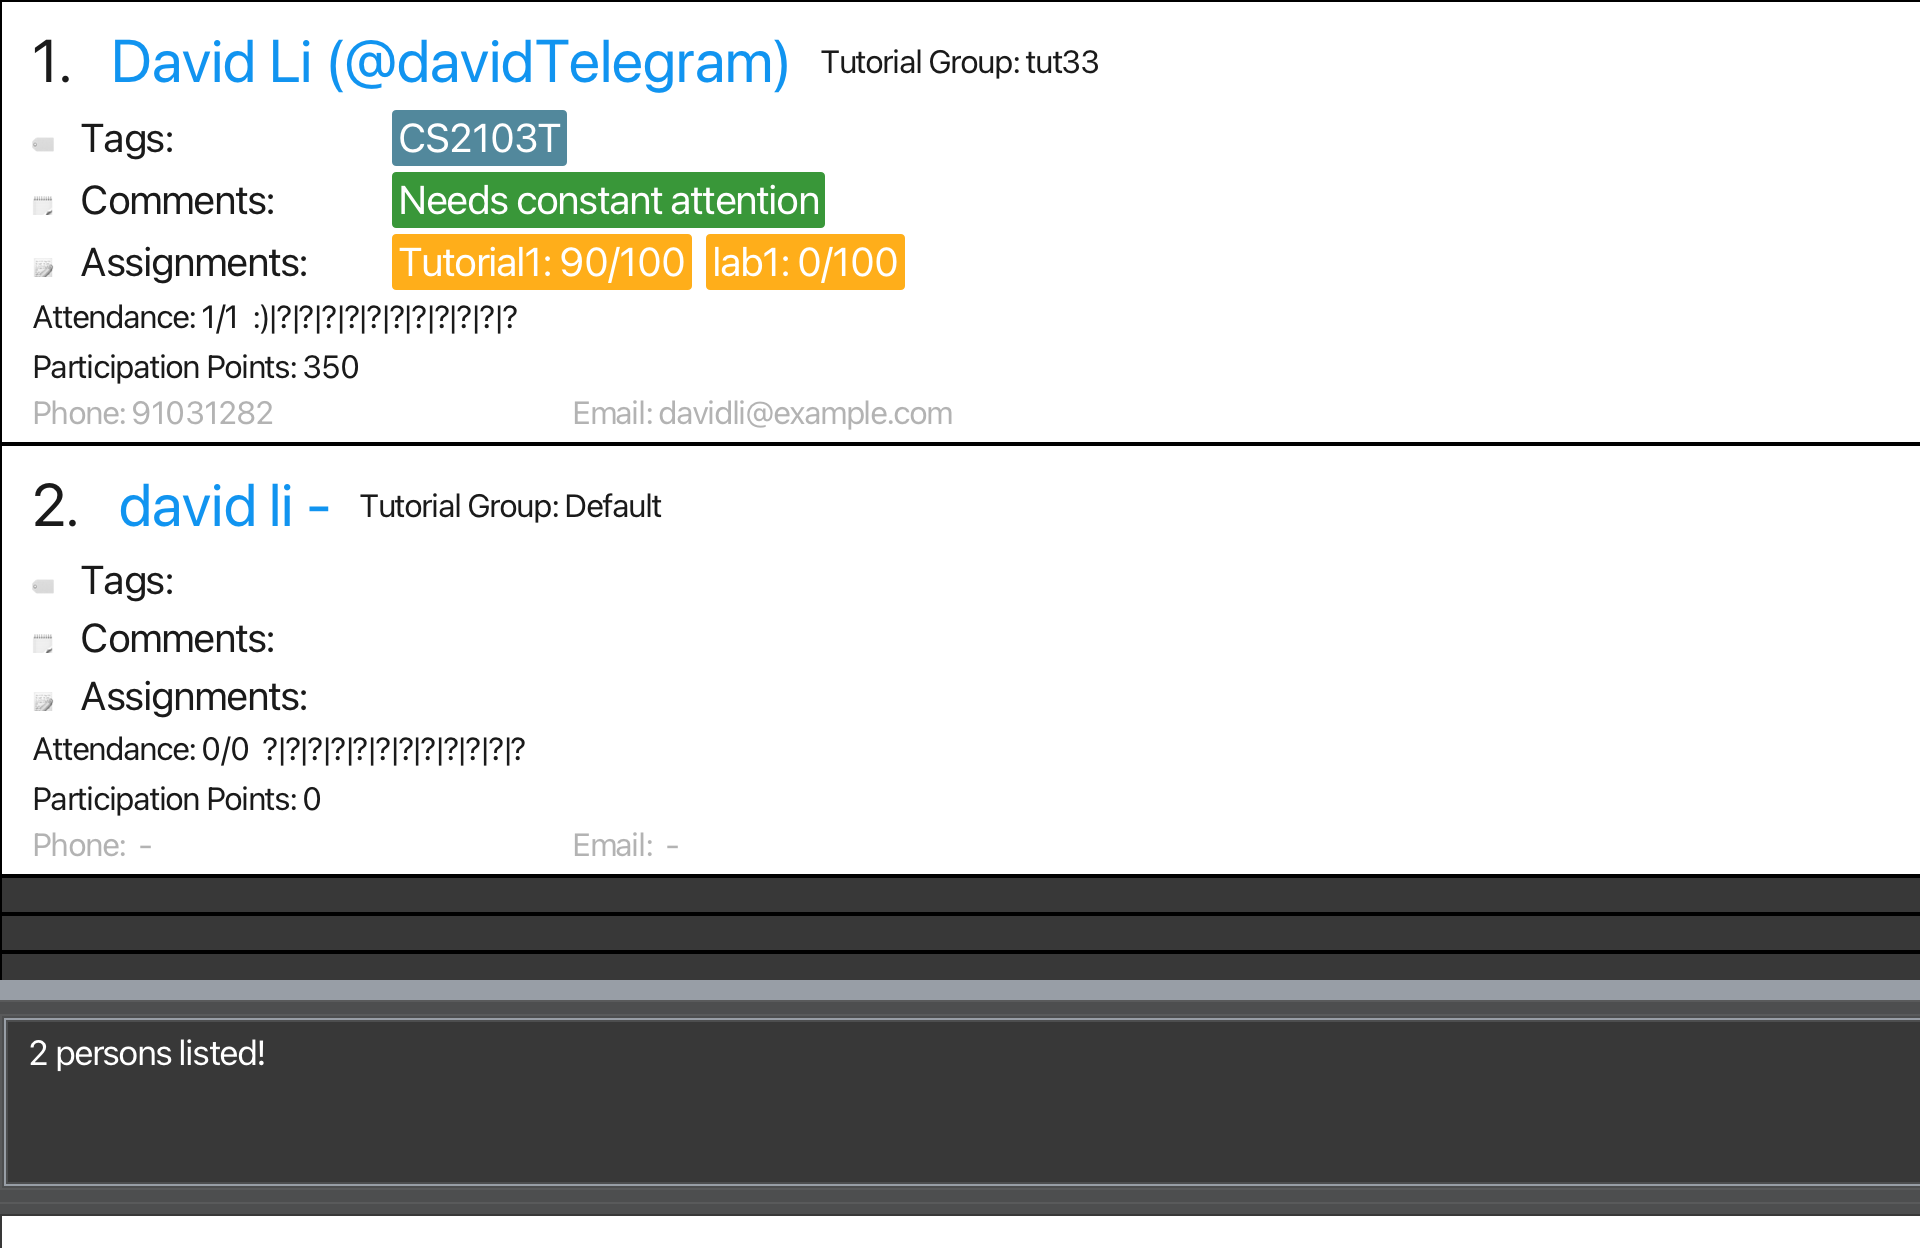 1. David Li (@davidTelegram) Tutorial Group: tut33
Tags: CS2103T
Comments: Needs constant attention
Assignments: Tutorial1: 90/100 lab1: 0/100
Attendance: 1/1 :)|?|?|?|?|?|?|?|?|?|?|?
Participation Points: 350
Phone: 91031282 Email: davidli@example.com
2. david li - Tutorial Group: Default
Tags:
Comments:
Assignments:
Attendance: 0/0 ?|?|?|?|?|?|?|?|?|?|?|?
Participation Points: 0
Phone: - Email: -
2 persons listed!